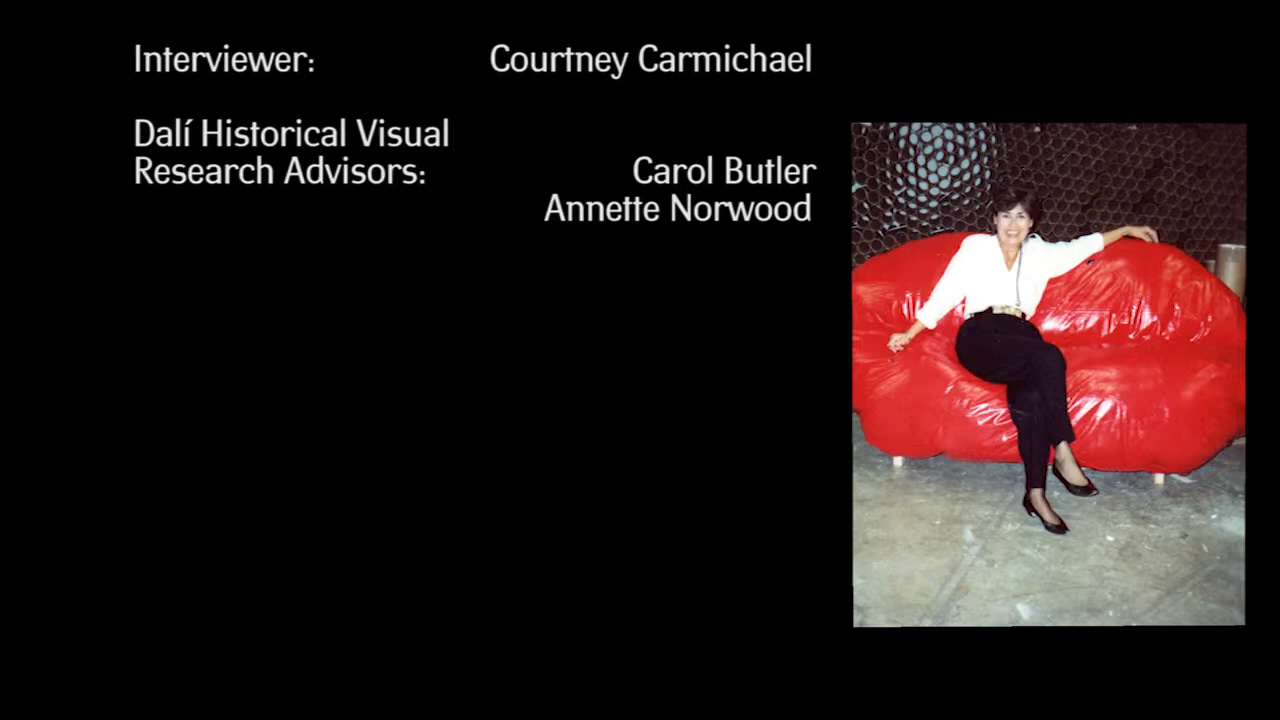 Interviewer: Courtney Carmichael
Dalí Historical Visual
Research Advisors: Carol Butler
Annette Norwood